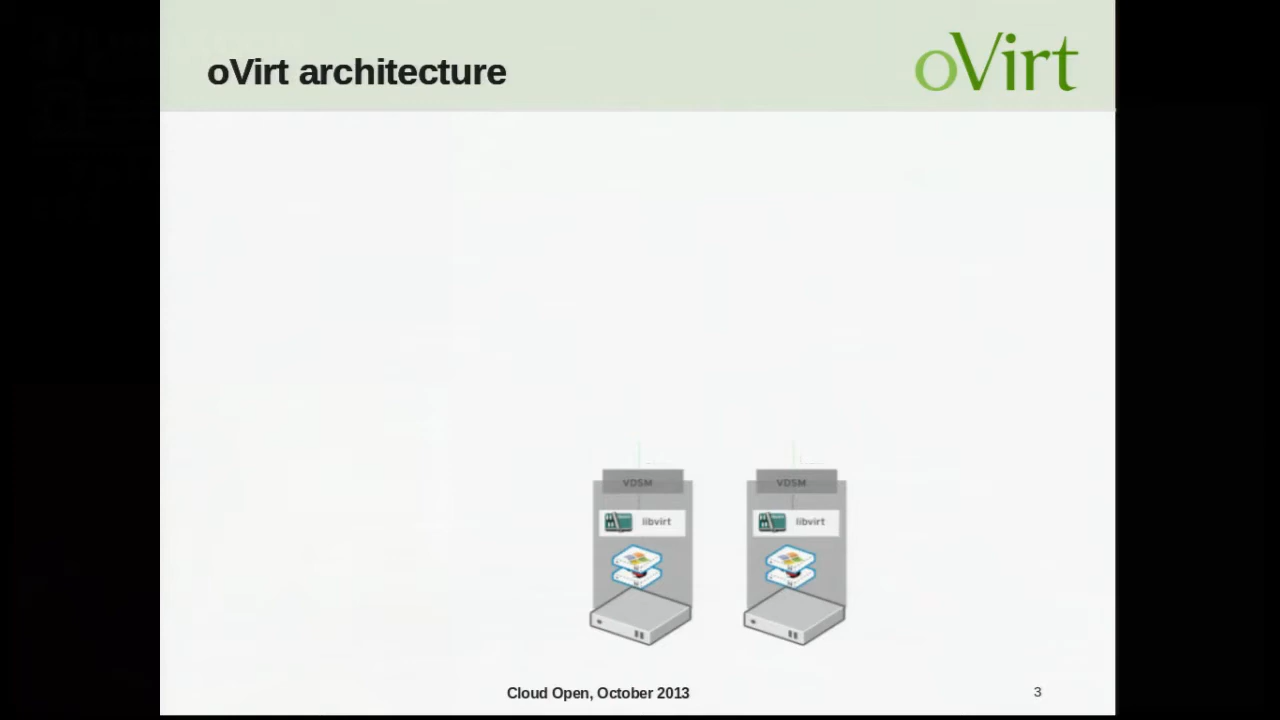 oVirt architecture
oVirt
VDSM
VDSM
libvirt
libvirt
Cloud Open, October 2013
3